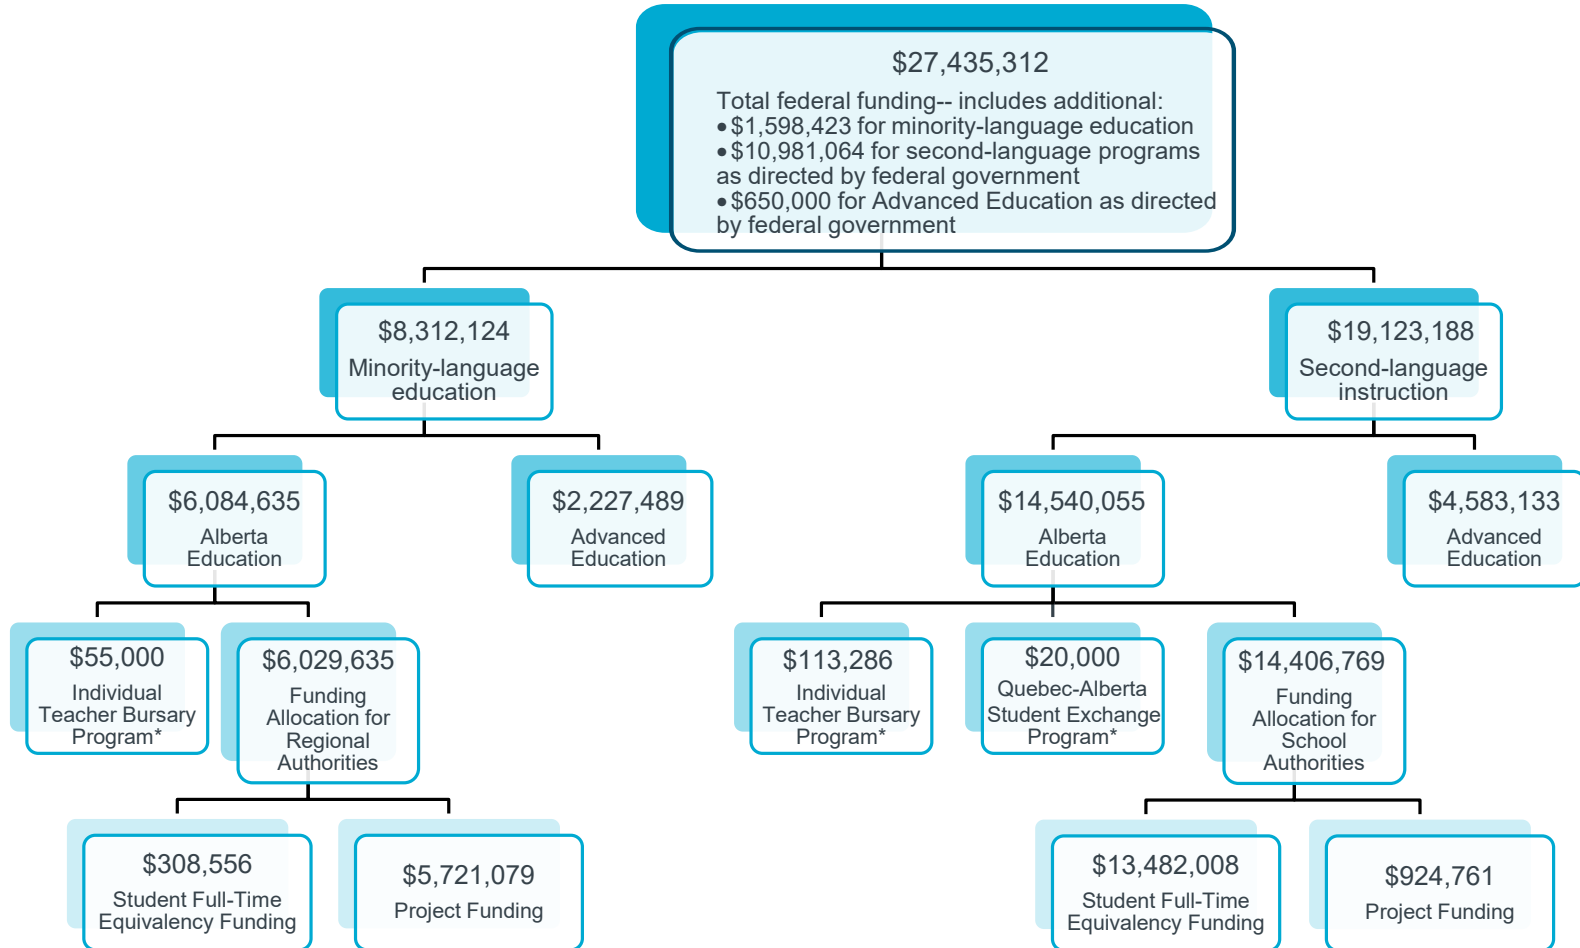 $27,435,312
Total federal funding-- includes additional:
•$1,598,423 for minority-language education
•$10,981,064 for second-language programs
as directed by federal government
•$650,000 for Advanced Education as directed
by federal government
$8,312,124
Minority-language
education
$19,123,188
Second-language
instruction
$6,084,635
Alberta
Education
$2,227,489
Advanced
Education
$14,540,055
Alberta
Education
$4,583,133
Advanced
Education
$55,000
Individual
Teacher Bursary
Program*
$6,029,635
Funding
Allocation for
Regional
Authorities
$113,286
Individual
Teacher Bursary
Program*
$20,000
Quebec-Alberta
Student Exchange
Program*
$14,406,769
Funding
Allocation for
School
Authorities
$308,556
Student Full-Time
Equivalency Funding
$5,721,079
Project Funding
$13,482,008
Student Full-Time
Equivalency Funding
$924,761
Project Funding